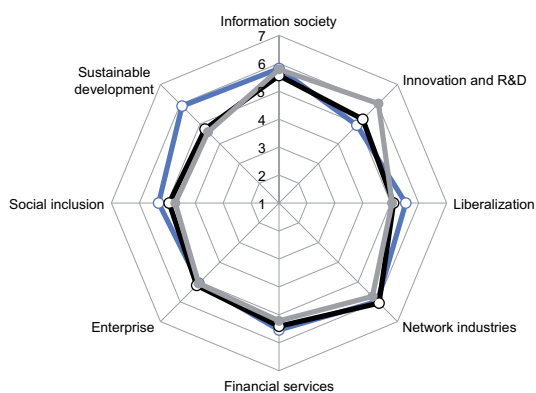 Information society
7
6
5
4
3
2
1
Sustainable
development
Innovation and R&D
Social inclusion
Liberalization
Enterprise
Network industries
Financial services